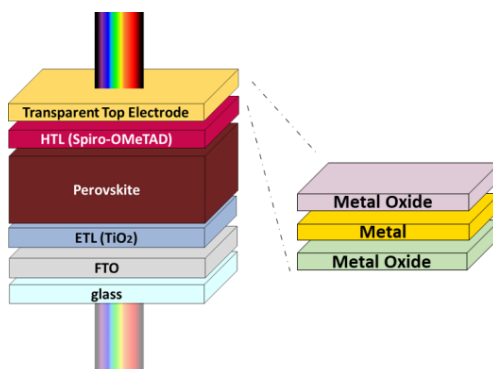 Transparent Top Electrode
HTL (Spiro-OMeTAD)
Perovskite
ETL (TiO₂)
FTO
glass
Metal Oxide
Metal
Metal Oxide